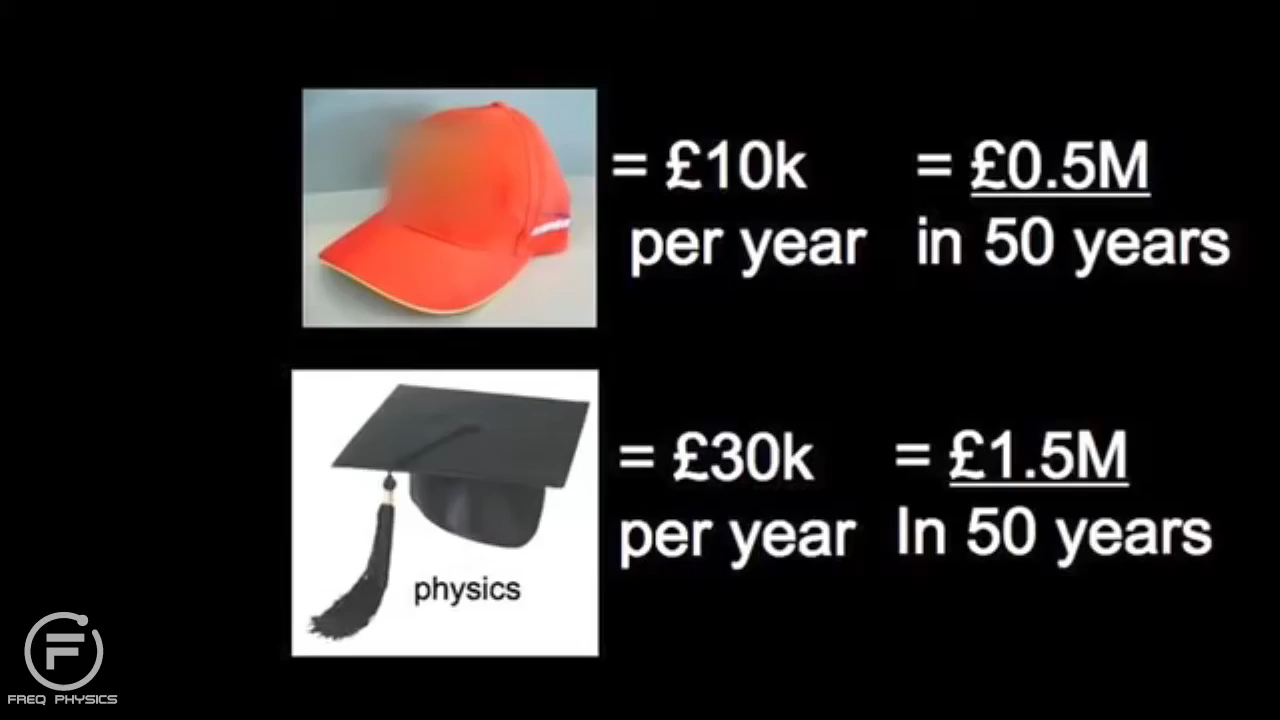 = £10k
per year
= £0.5M
in 50 years
physics
= £30k
per year
= £1.5M
In 50 years
FREQ PHYSICS